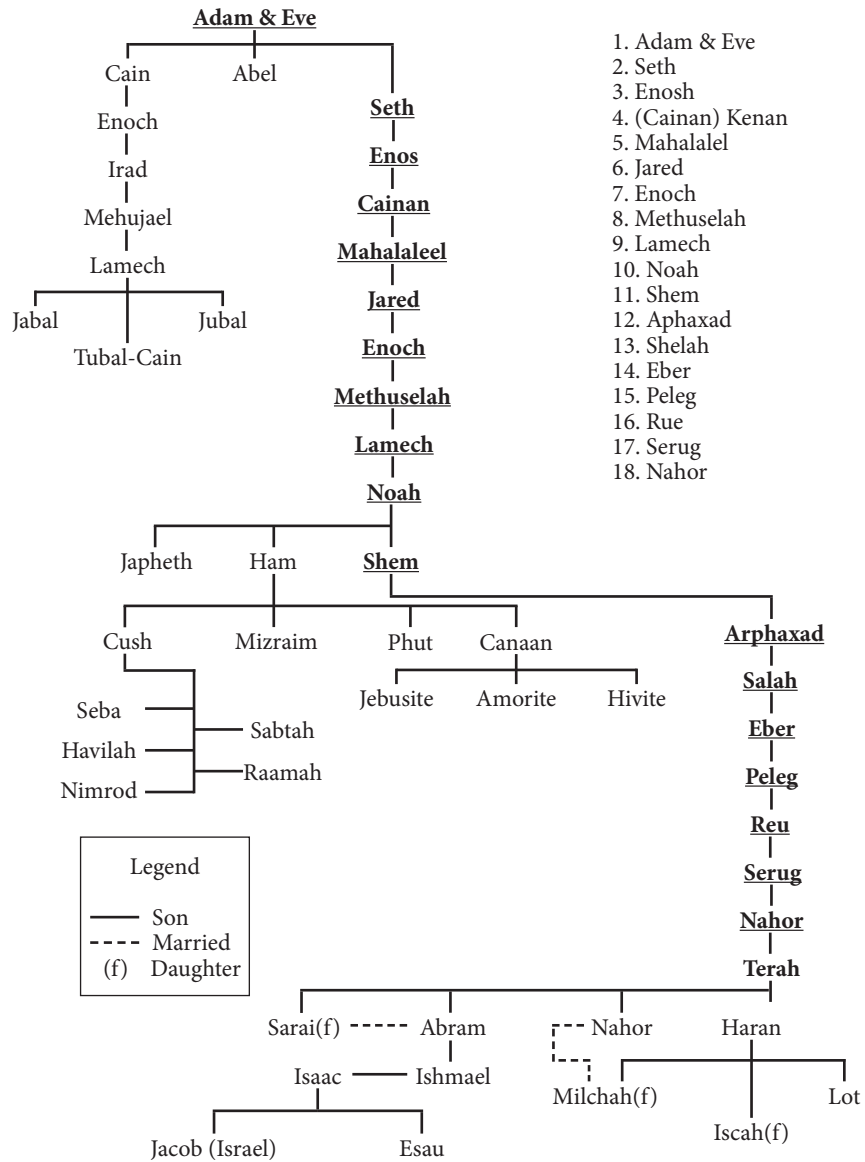 Adam & Eve
Cain
Abel
Seth
Enoch
Enos
Irad
Cainan
Mehujael
Mahalaleel
Lamech
Jared
Jabal
Jubal
Tubal-Cain
Enoch
Methuselah
Lamech
Noah
1. Adam & Eve
2. Seth
3. Enosh
4. (Cainan) Kenan
5. Mahalalel
6. Jared
7. Enoch
8. Methuselah
9. Lamech
10. Noah
11. Shem
12. Aphaxad
13. Shelah
14. Eber
15. Peleg
16. Rue
17. Serug
18. Nahor
Japheth
Ham
Shem
Cush
Mizraim
Phut
Canaan
Arphaxad
Jebusite
Amorite
Hivite
Salah
Seba
Sabtah
Eber
Havilah
Raamah
Peleg
Nimrod
Reu
Serug
Nahor
Terah
Legend
Son
Married
(f) Daughter
Sarai(f)
Abram
Nahor
Haran
Isaac
Ishmael
Milchah(f)
Lot
Iscah(f)
Jacob (Israel)
Esau